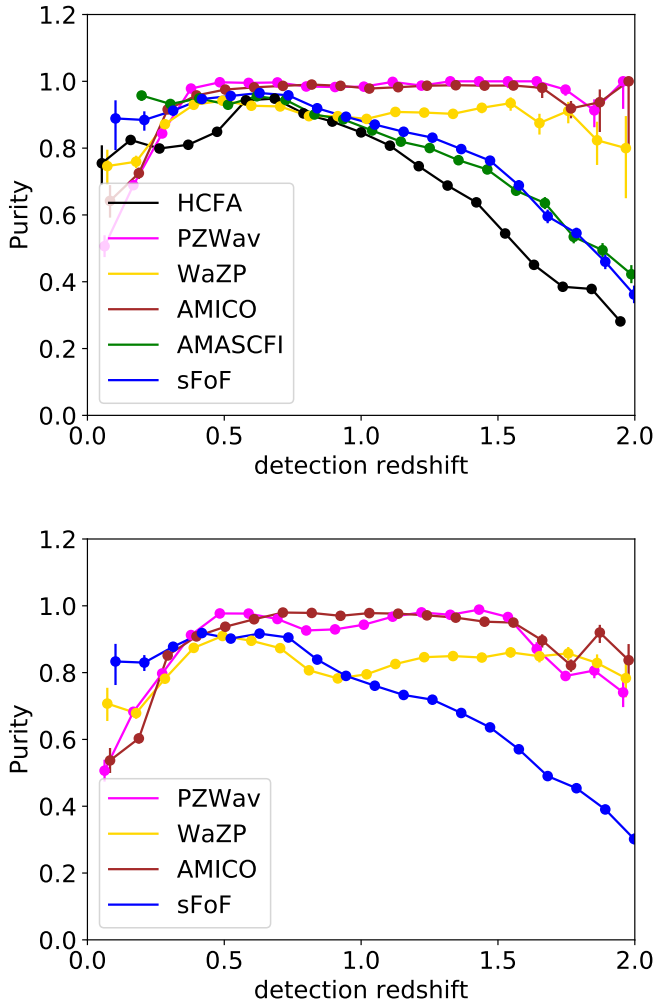 1.2
1.0
0.8
0.6
0.4
0.2
0.0
Purity
HCFA
PZWav
WaZP
AMICO
AMASCFI
sFoF
0.0 0.5 1.0 1.5 2.0
detection redshift
1.2
1.0
0.8
0.6
0.4
0.2
0.0
Purity
PZWav
WaZP
AMICO
sFoF
0.0 0.5 1.0 1.5 2.0
detection redshift